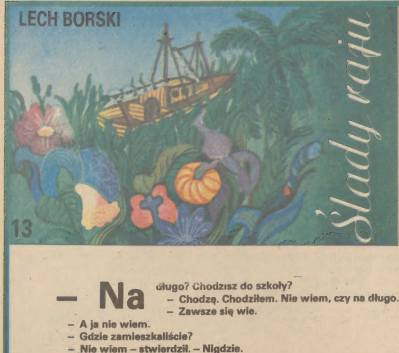 LECH BORSKI
Ślady raju
13
– Na długo? Chodzisz do szkoły?
– Chodzę. Chodziłem. Nie wiem, czy na długo.
– Zawsze się wie.
– A ja nie wiem.
– Gdzie zamieszkaliście?
– Nie wiem – stwierdził. – Nigdzie.